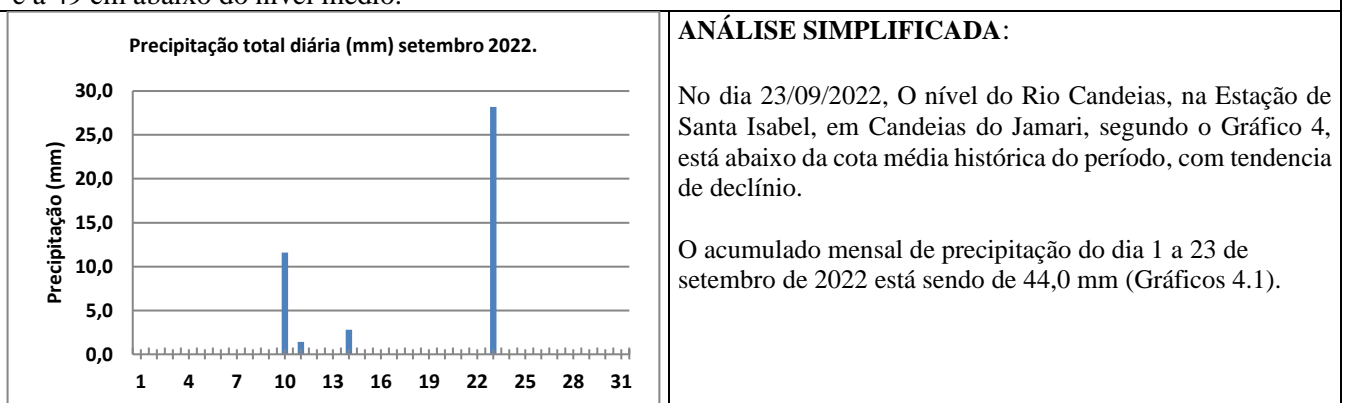 e a 49 cm abaixo do nível médio.
Precipitação total diária (mm) setembro 2022.
30,0
25,0
20,0
15,0
10,0
5,0
0,0
Precipitação (mm)
1 4 7 10 13 16 19 22 25 28 31
ANÁLISE SIMPLIFICADA:
No dia 23/09/2022, O nível do Rio Candeias, na Estação de
Santa Isabel, em Candeias do Jamari, segundo o Gráfico 4,
está abaixo da cota média histórica do período, com tendencia
de declínio.
O acumulado mensal de precipitação do dia 1 a 23 de
setembro de 2022 está sendo de 44,0 mm (Gráficos 4.1).